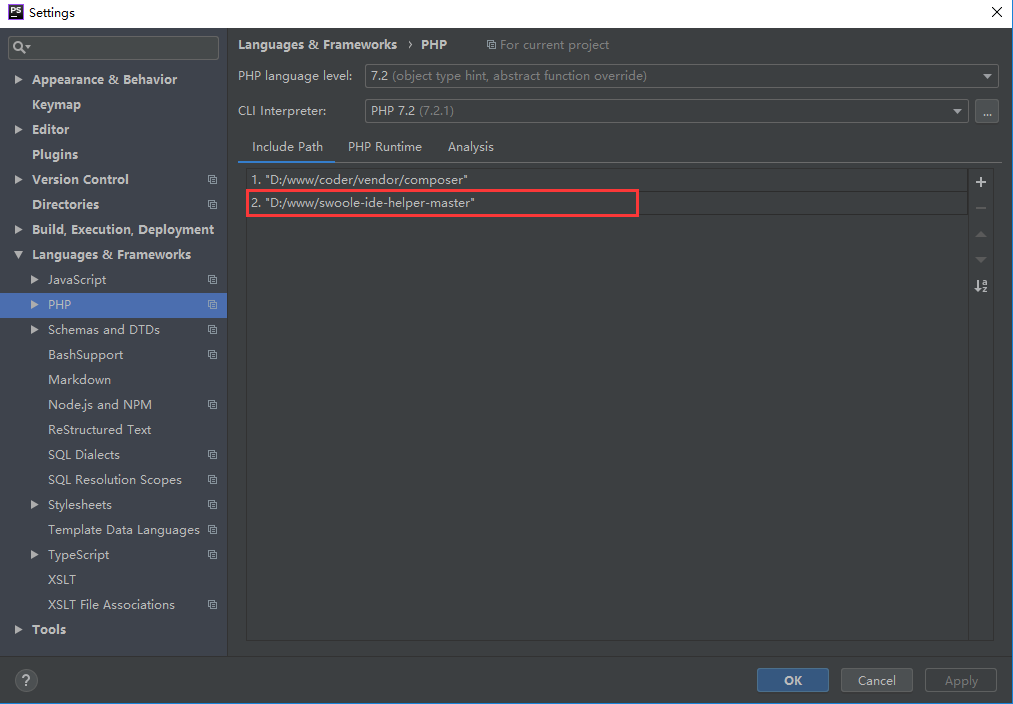 PS Settings
Languages & Frameworks › PHP For current project
Appearance & Behavior
Keymap
Editor
Plugins
Version Control
Directories
Build, Execution, Deployment
Languages & Frameworks
JavaScript
PHP
Schemas and DTDs
BashSupport
Markdown
Node.js and NPM
ReStructured Text
SQL Dialects
SQL Resolution Scopes
Stylesheets
Template Data Languages
TypeScript
XSLT
XSLT File Associations
Tools
PHP language level: 7.2 (object type hint, abstract function override)
CLI Interpreter: PHP 7.2 (7.2.1) ...
Include Path PHP Runtime Analysis
1. "D:/www/coder/vendor/composer"
2. "D:/www/swoole-ide-helper-master"
? OK Cancel Apply